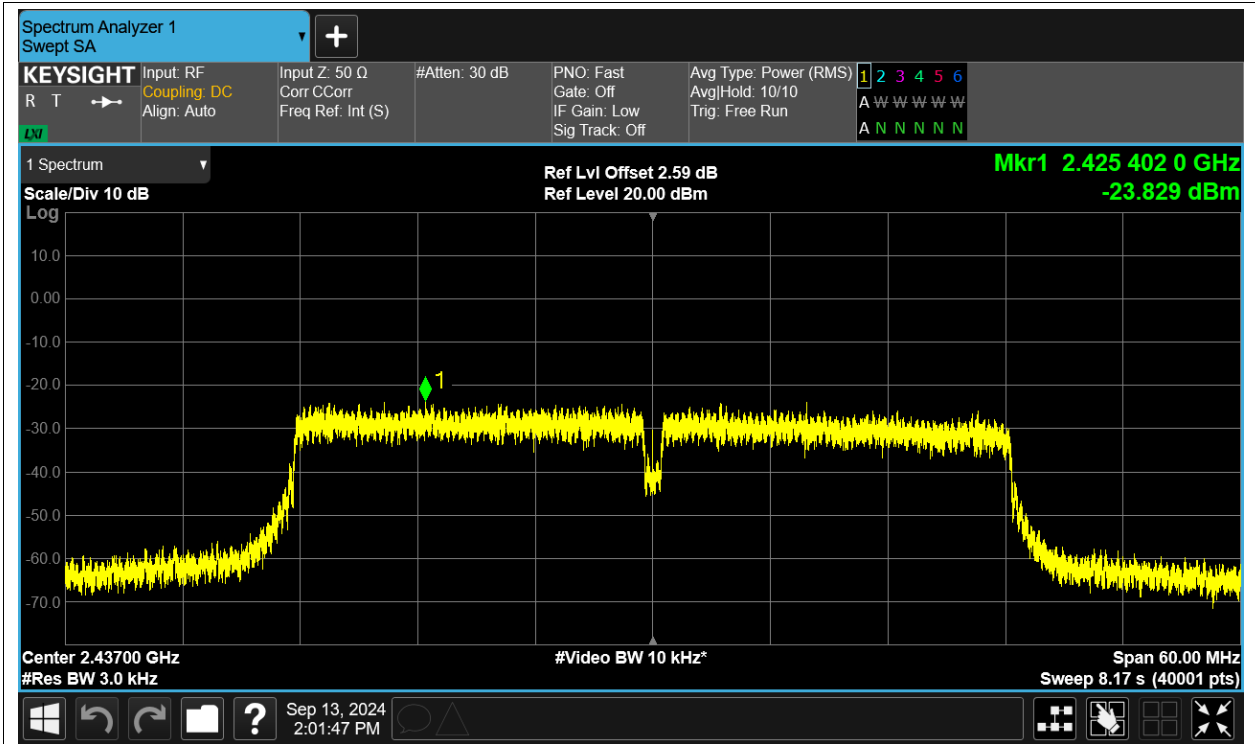 Spectrum Analyzer 1
Swept SA
KEYSIGHT
R T
LXI
Input: RF
Coupling: DC
Align: Auto
Input Z: 50 Ω
Corr CCorr
Freq Ref: Int (S)
#Atten: 30 dB
PNO: Fast
Gate: Off
IF Gain: Low
Sig Track: Off
Avg Type: Power (RMS)
Avg|Hold: 10/10
Trig: Free Run
1 2 3 4 5 6
A W W W W W
A N N N N N
1 Spectrum
Scale/Div 10 dB
Ref Lvl Offset 2.59 dB
Ref Level 20.00 dBm
Mkr1 2.425 402 0 GHz
-23.829 dBm
Log
10.0
0.00
-10.0
-20.0
-30.0
-40.0
-50.0
-60.0
-70.0
1
Center 2.43700 GHz
#Res BW 3.0 kHz
#Video BW 10 kHz*
Span 60.00 MHz
Sweep 8.17 s (40001 pts)
?
Sep 13, 2024
2:01:47 PM